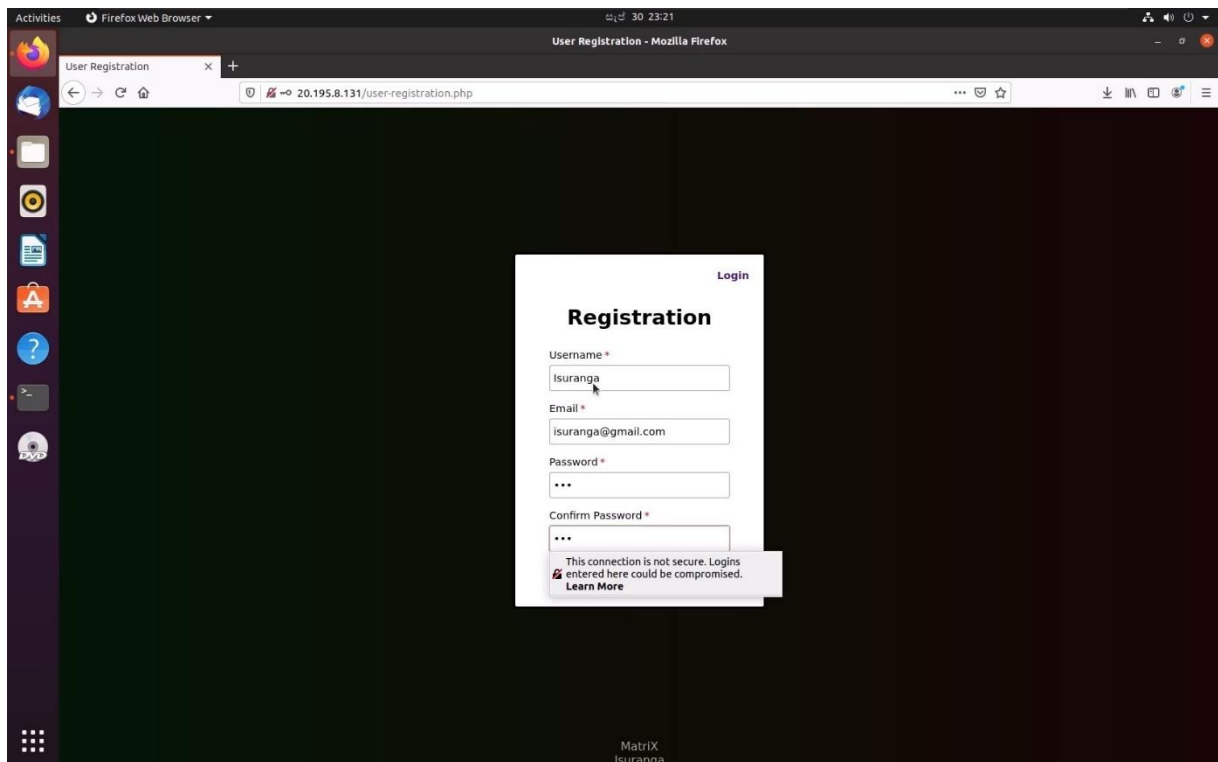 Activities
Firefox Web Browser
සැප් 30 23:21
User Registration - Mozilla Firefox
User Registration
20.195.8.131/user-registration.php
Login
Registration
Username *
Isuranga
Email *
isuranga@gmail.com
Password *
•••
Confirm Password *
•••
This connection is not secure. Logins
entered here could be compromised.
Learn More
DVD
MatriX
Isuranga